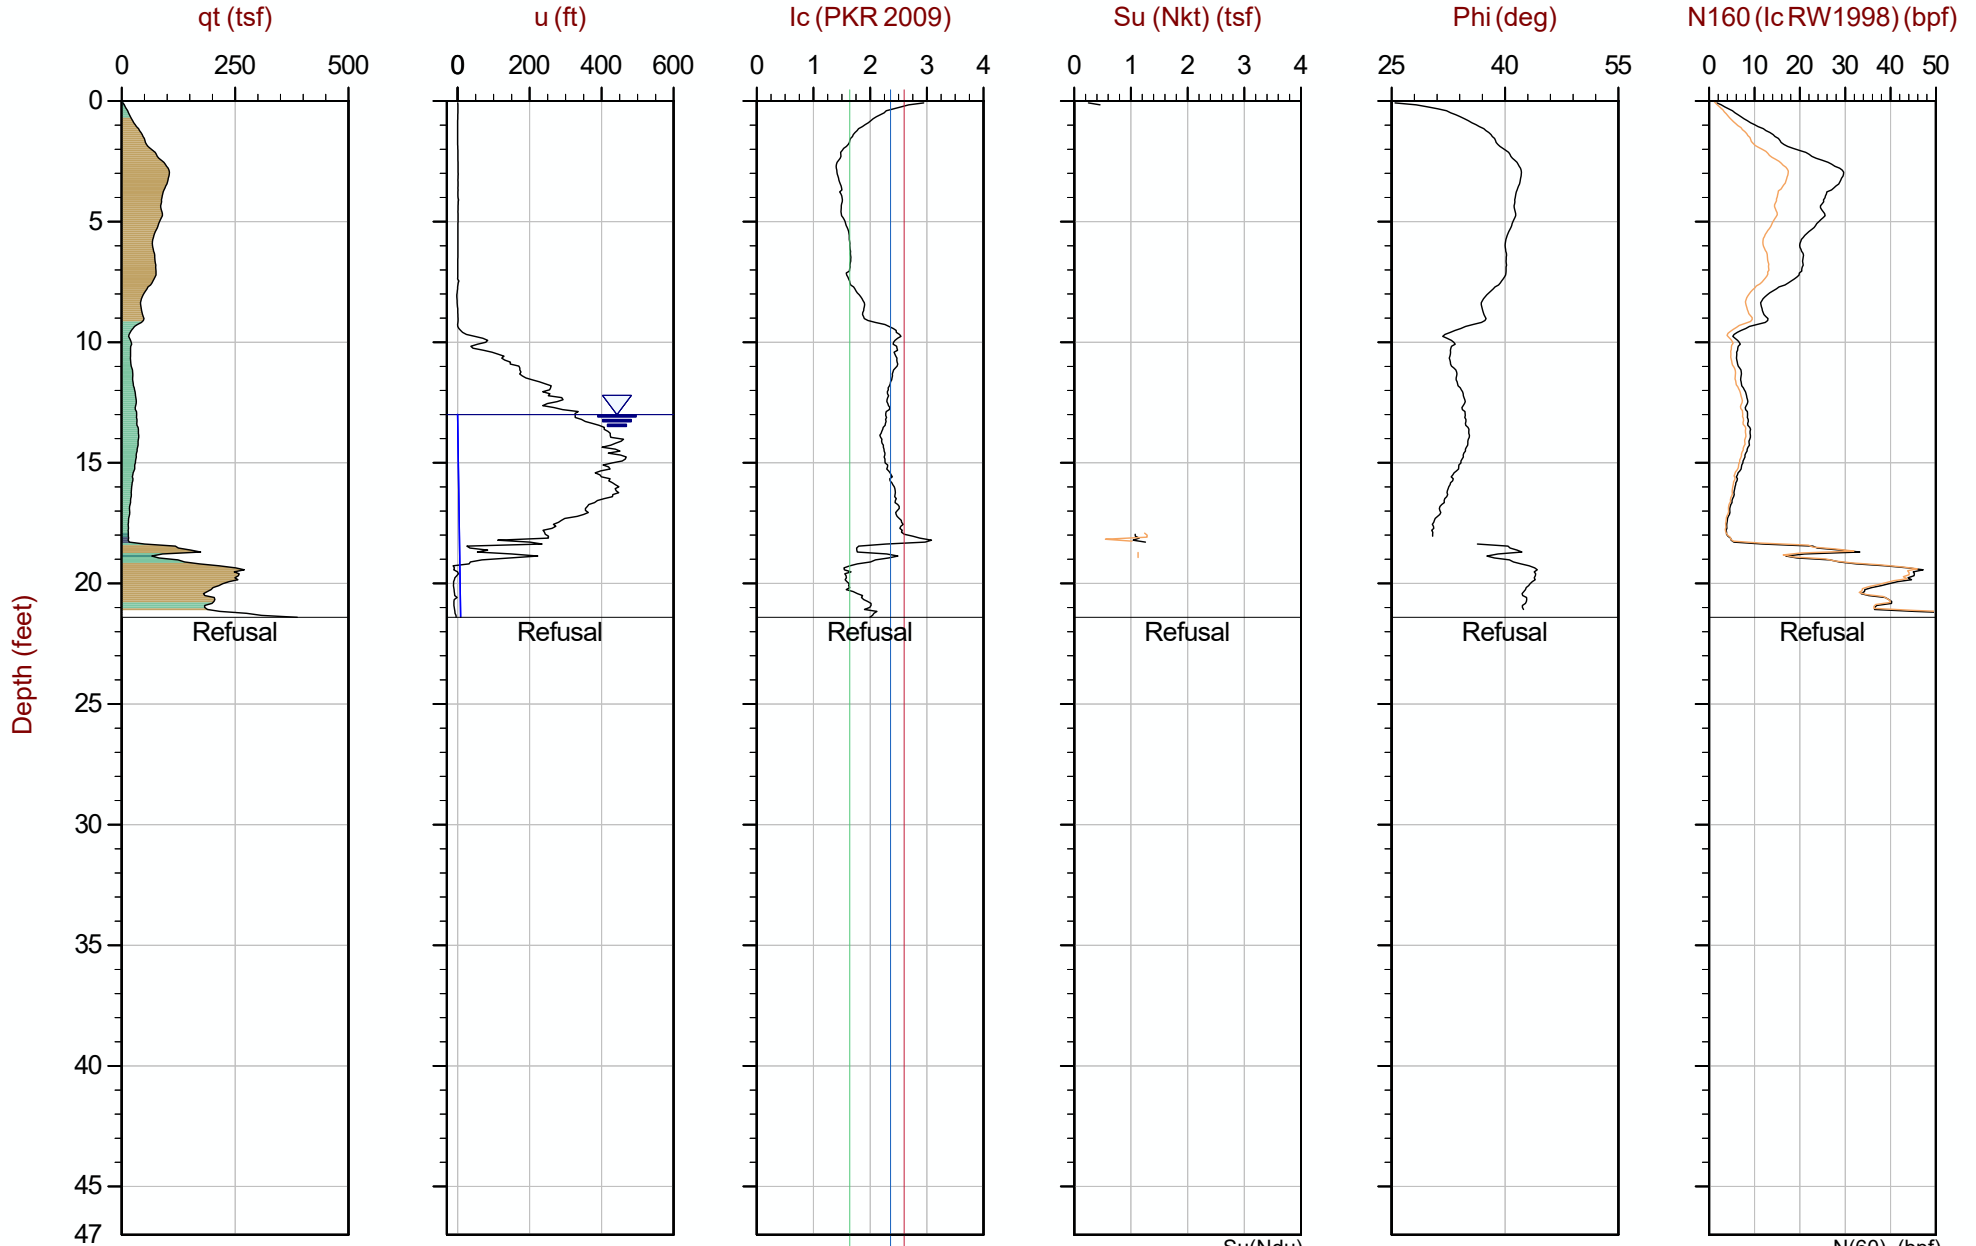 qt (tsf) u (ft) Ic (PKR 2009) Su (Nkt) (tsf) Phi (deg) N160 (Ic RW1998) (bpf)
0 250 500 0 200 400 600 0 1 2 3 4 0 1 2 3 4 25 40 55 0 10 20 30 40 50
0
5
10
15
20
Refusal Refusal Refusal Refusal Refusal Refusal
25
30
35
40
45
47
Depth (feet)